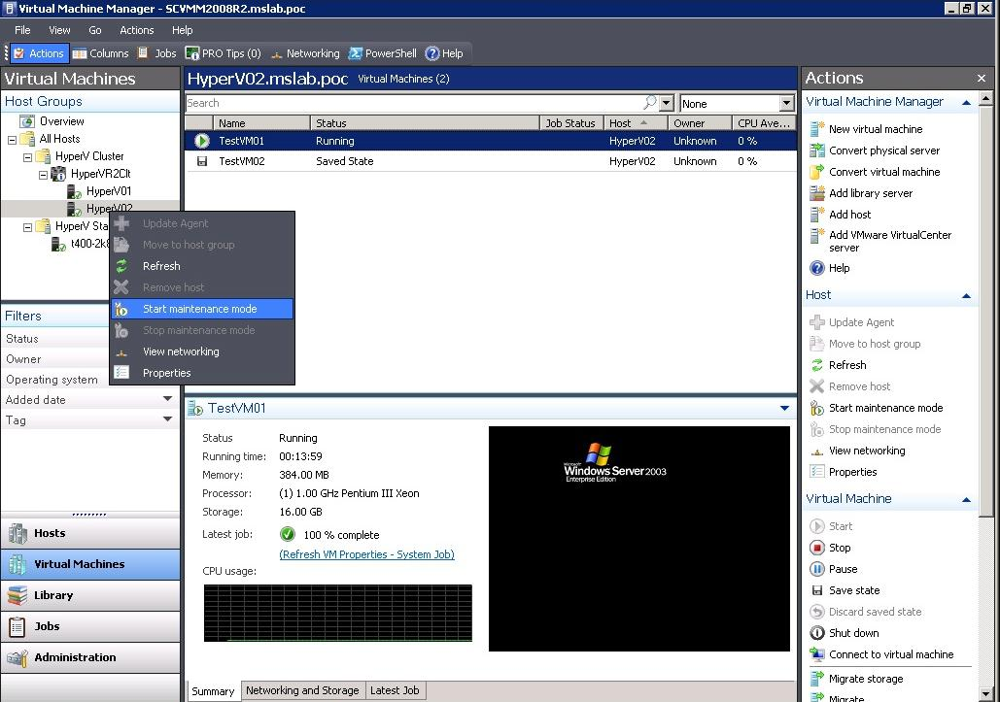 Virtual Machine Manager - SCVMM2008R2.mslab.poc
File View Go Actions Help
Actions Columns Jobs PRO Tips (0) Networking PowerShell Help
Virtual Machines
Host Groups
Overview
All Hosts
HyperV Cluster
HyperVR2Clt
HyperV01
HyperV02
HyperV Sta
t400-2k8
Update Agent
Move to host group
Refresh
Remove host
Start maintenance mode
Stop maintenance mode
View networking
Properties
Filters
Status
Owner
Operating system
Added date
Tag
Hosts
Virtual Machines
Library
Jobs
Administration
HyperV02.mslab.poc Virtual Machines (2)
Search None
Name Status Job Status Host Owner CPU Ave...
TestVM01 Running HyperV02 Unknown 0 %
TestVM02 Saved State HyperV02 Unknown 0 %
TestVM01
Status Running
Running time: 00:13:59
Memory: 384.00 MB
Processor: (1) 1.00 GHz Pentium III Xeon
Storage: 16.00 GB
Latest job: 100 % complete
(Refresh VM Properties - System Job)
CPU usage:
Microsoft
Windows Server 2003
Enterprise Edition
Summary Networking and Storage Latest Job
Actions
Virtual Machine Manager
New virtual machine
Convert physical server
Convert virtual machine
Add library server
Add host
Add VMware VirtualCenter
server
Help
Host
Update Agent
Move to host group
Refresh
Remove host
Start maintenance mode
Stop maintenance mode
View networking
Properties
Virtual Machine
Start
Stop
Pause
Save state
Discard saved state
Shut down
Connect to virtual machine
Migrate storage
Migrate